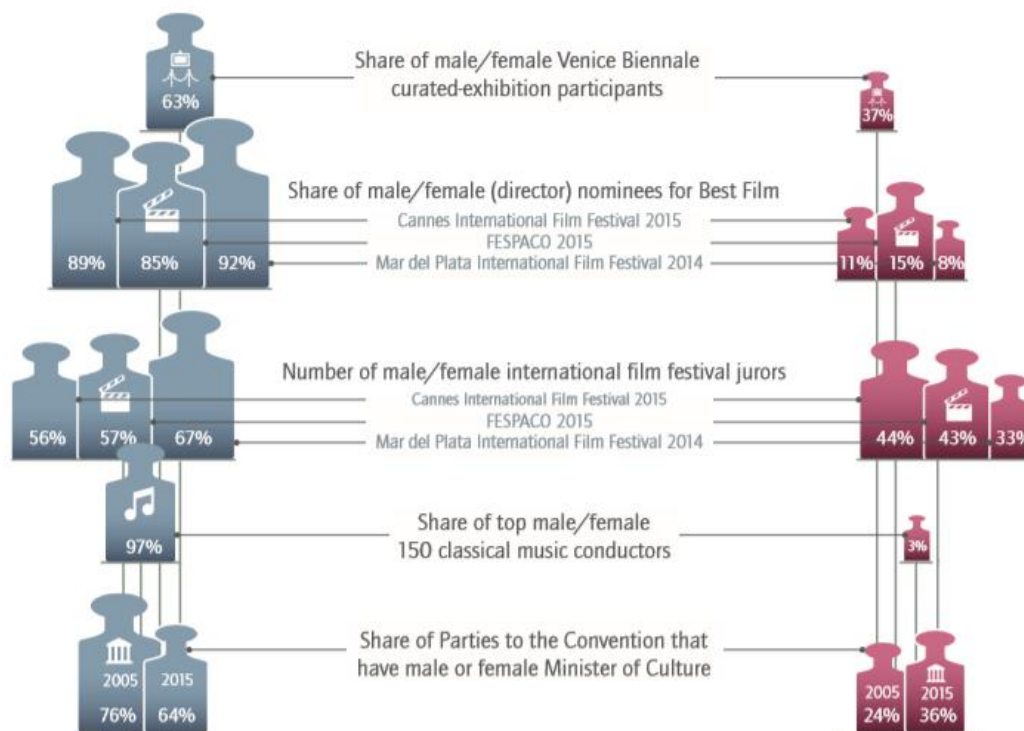 Share of male/female Venice Biennale
curated-exhibition participants
63%
37%
Share of male/female (director) nominees for Best Film
Cannes International Film Festival 2015
FESPACO 2015
Mar del Plata International Film Festival 2014
89%
85%
92%
11%
15%
8%
Number of male/female international film festival jurors
Cannes International Film Festival 2015
FESPACO 2015
Mar del Plata International Film Festival 2014
56%
57%
67%
44%
43%
33%
Share of top male/female
150 classical music conductors
97%
3%
Share of Parties to the Convention that
have male or female Minister of Culture
2005
76%
2015
64%
2005
24%
2015
36%